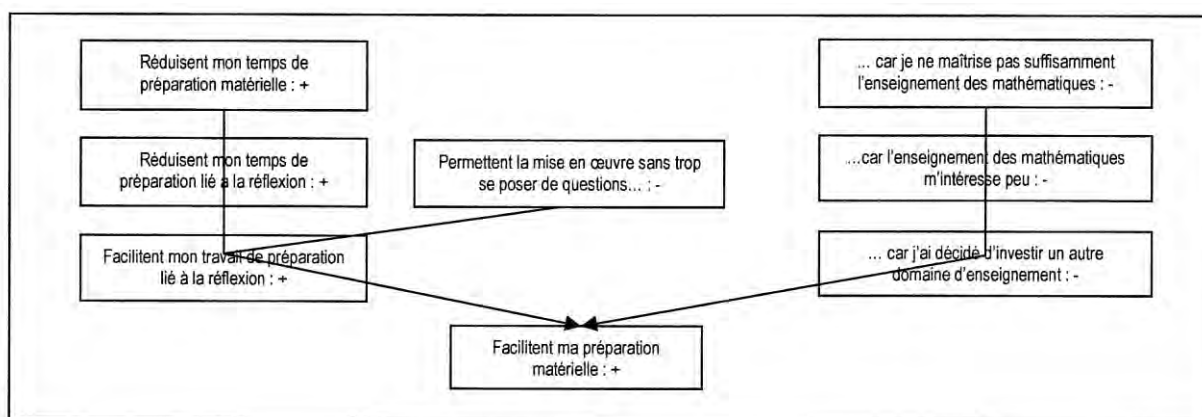 Réduisent mon temps de
préparation matérielle : +
... car je ne maîtrise pas suffisamment
l'enseignement des mathématiques : -
Réduisent mon temps de
préparation lié à la réflexion : +
Permettent la mise en œuvre sans trop
se poser de questions... : -
...car l'enseignement des mathématiques
m'intéresse peu : -
Facilitent mon travail de préparation
lié à la réflexion : +
... car j'ai décidé d'investir un autre
domaine d'enseignement : -
Facilitent ma préparation
matérielle : +